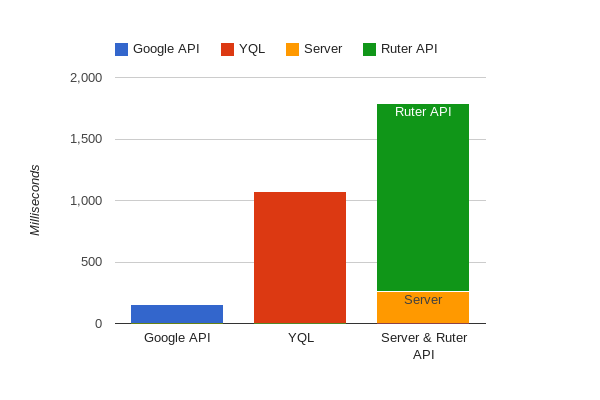 Google API YQL Server Ruter API
2,000
1,500
1,000
500
0
Milliseconds
Ruter API
Server
Google API YQL Server & Ruter
API